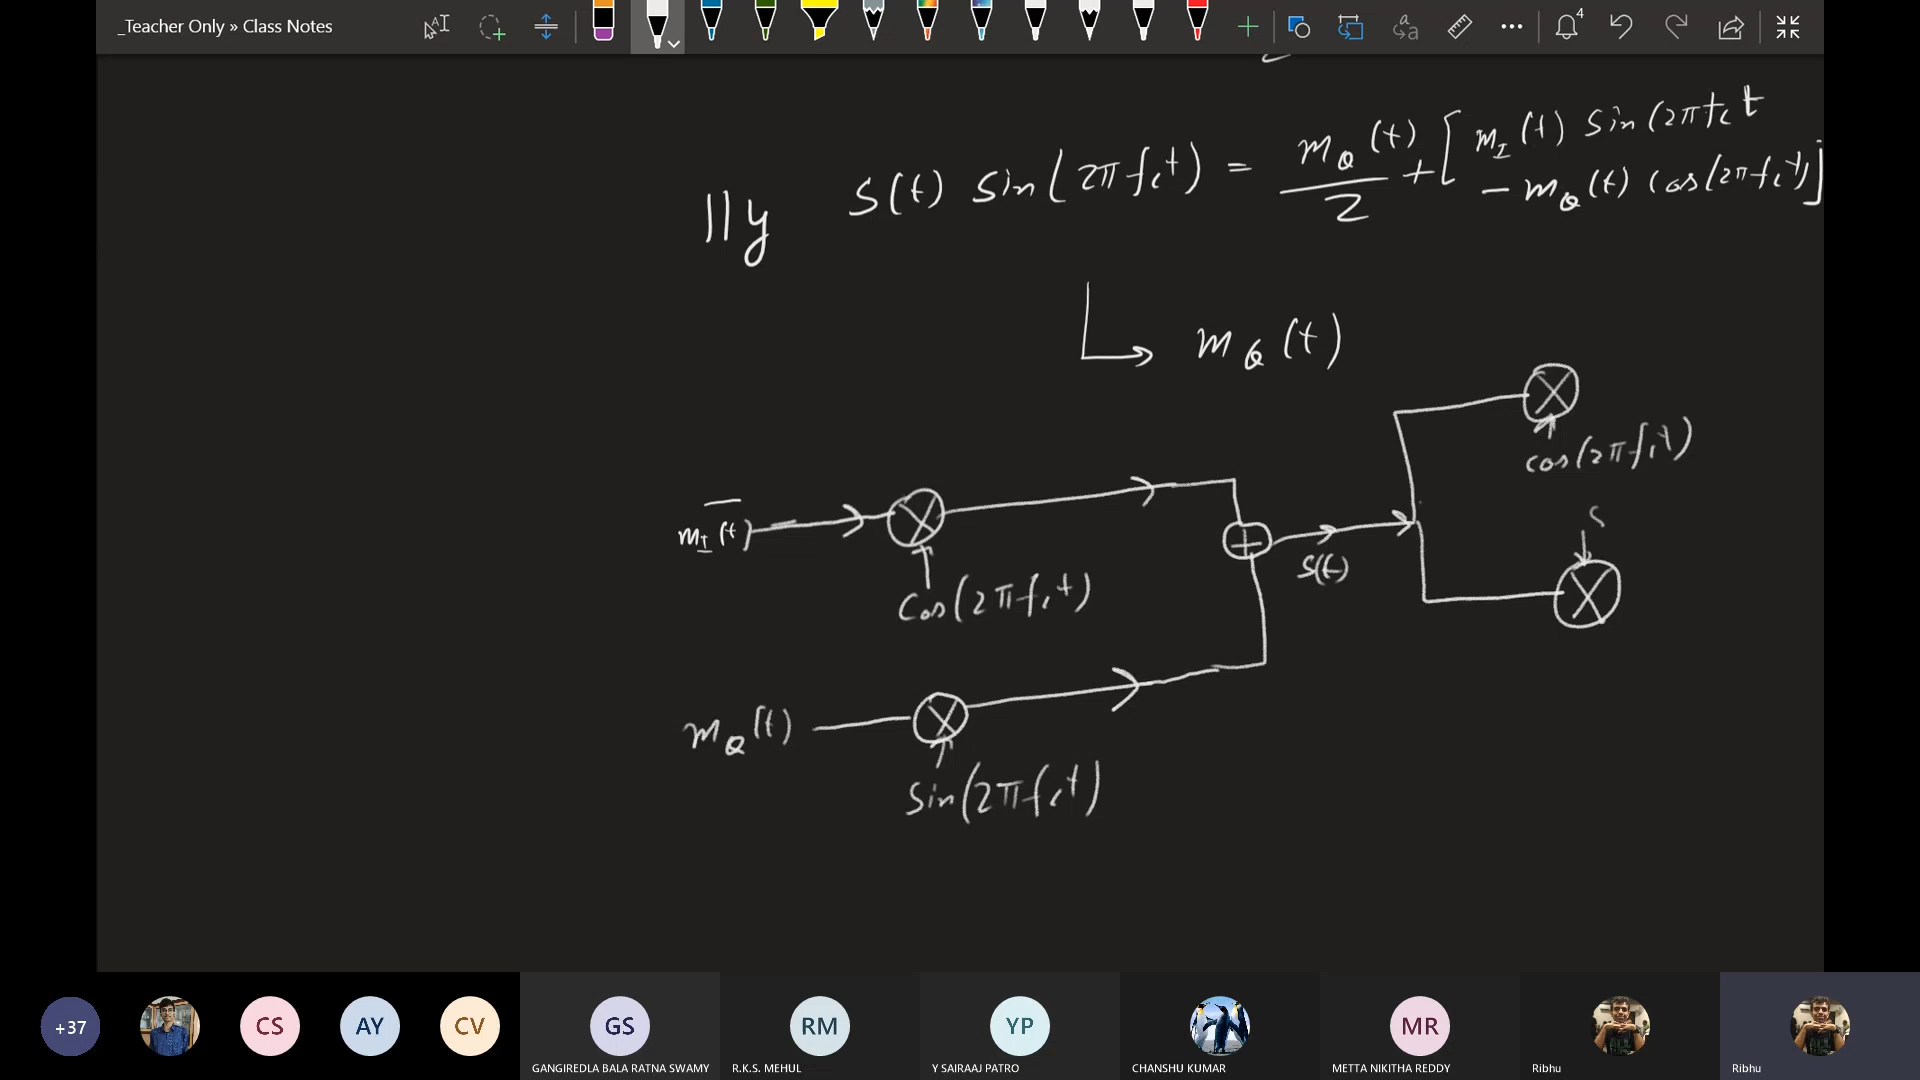 _Teacher Only » Class Notes
4
||y S(t) Sin(2πfct) = mQ(t)/2 + [mI(t) Sin(2πfct
- mQ(t) Cos(2πfct)]
mQ(t)
cos(2πfct)
mI(t)
S
S(t)
Cos(2πfct)
mQ(t)
Sin(2πfct)
+37
CS
AY
CV
GS
RM
YP
MR
GANGIREDLA BALA RATNA SWAMY
R.K.S. MEHUL
Y SAIRAAJ PATRO
CHANSHU KUMAR
METTA NIKITHA REDDY
Ribhu
Ribhu